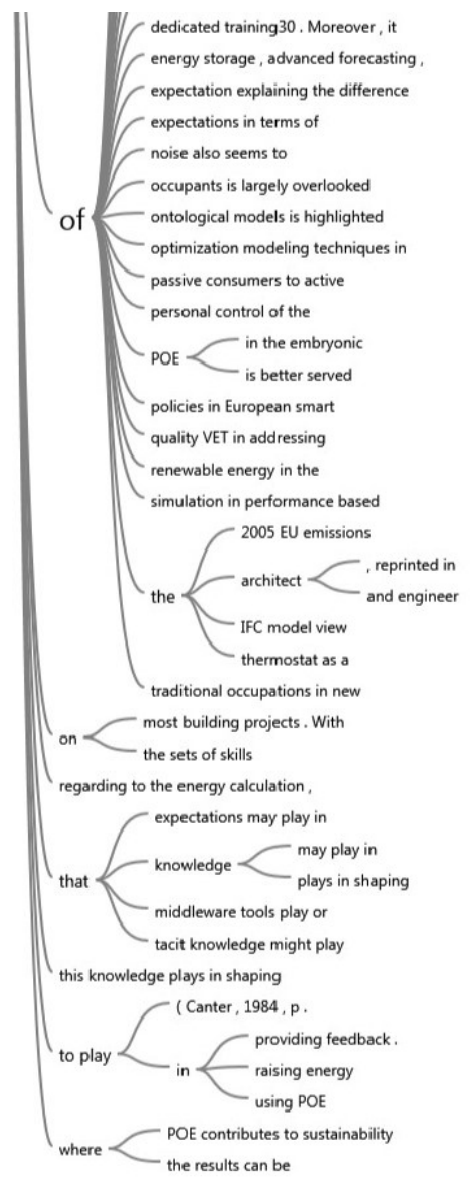 dedicated training30 . Moreover , it
energy storage , advanced forecasting ,
expectation explaining the difference
expectations in terms of
noise also seems to
occupants is largely overlooked
of
ontological models is highlighted
optimization modeling techniques in
passive consumers to active
personal control of the
POE
in the embryonic
is better served
policies in European smart
quality VET in addressing
renewable energy in the
simulation in performance based
the
2005 EU emissions
architect
, reprinted in
and engineer
IFC model view
thermostat as a
traditional occupations in new
on
most building projects . With
the sets of skills
regarding to the energy calculation ,
that
expectations may play in
knowledge
may play in
plays in shaping
middleware tools play or
tacit knowledge might play
this knowledge plays in shaping
to play
( Canter , 1984 , p .
in
providing feedback .
raising energy
using POE
where
POE contributes to sustainability
the results can be